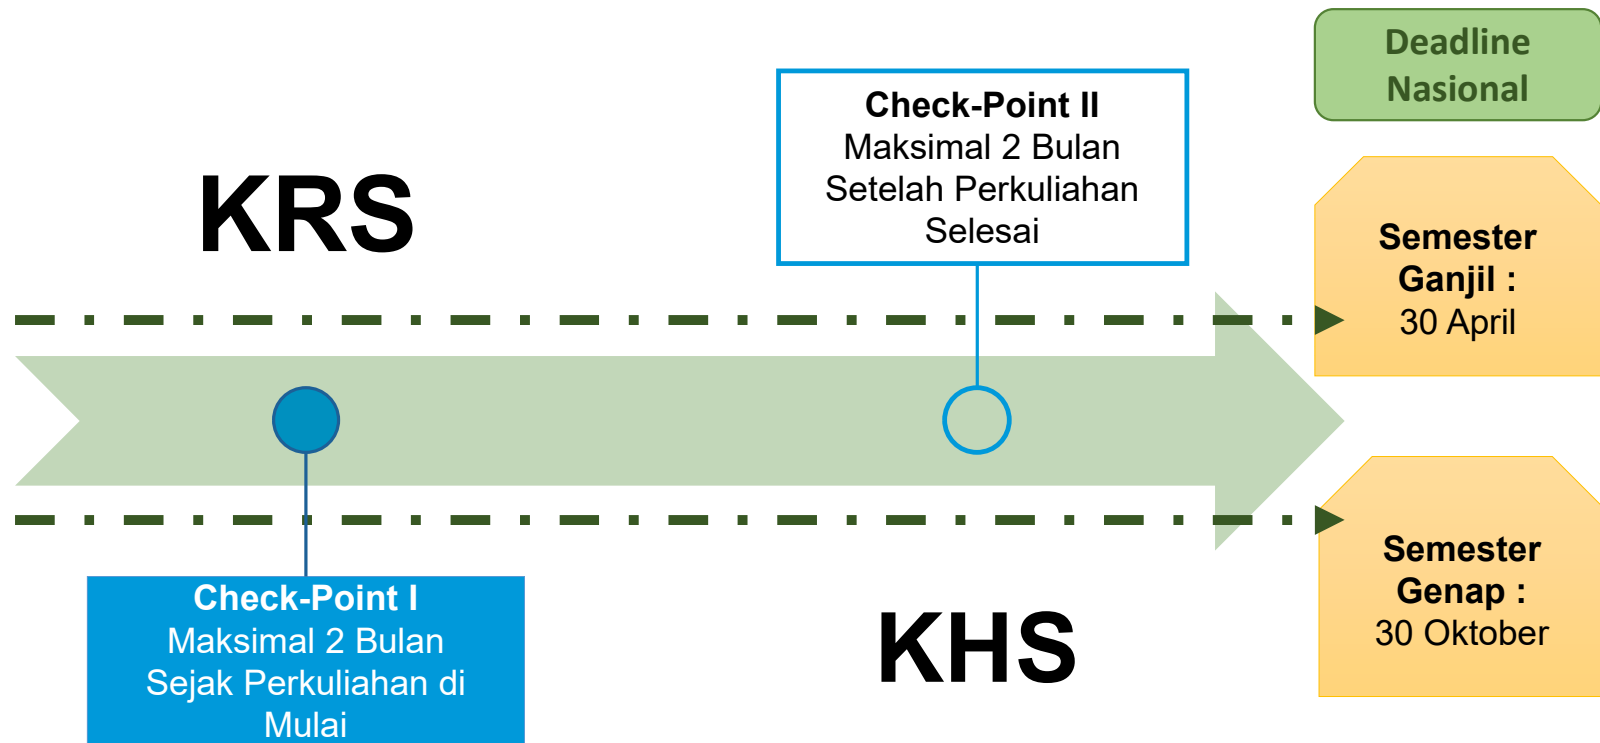 Deadline
Nasional
Check-Point II
Maksimal 2 Bulan
Setelah Perkuliahan
Selesai
KRS
Semester
Ganjil :
30 April
Semester
Genap :
30 Oktober
Check-Point I
Maksimal 2 Bulan
Sejak Perkuliahan di
Mulai
KHS